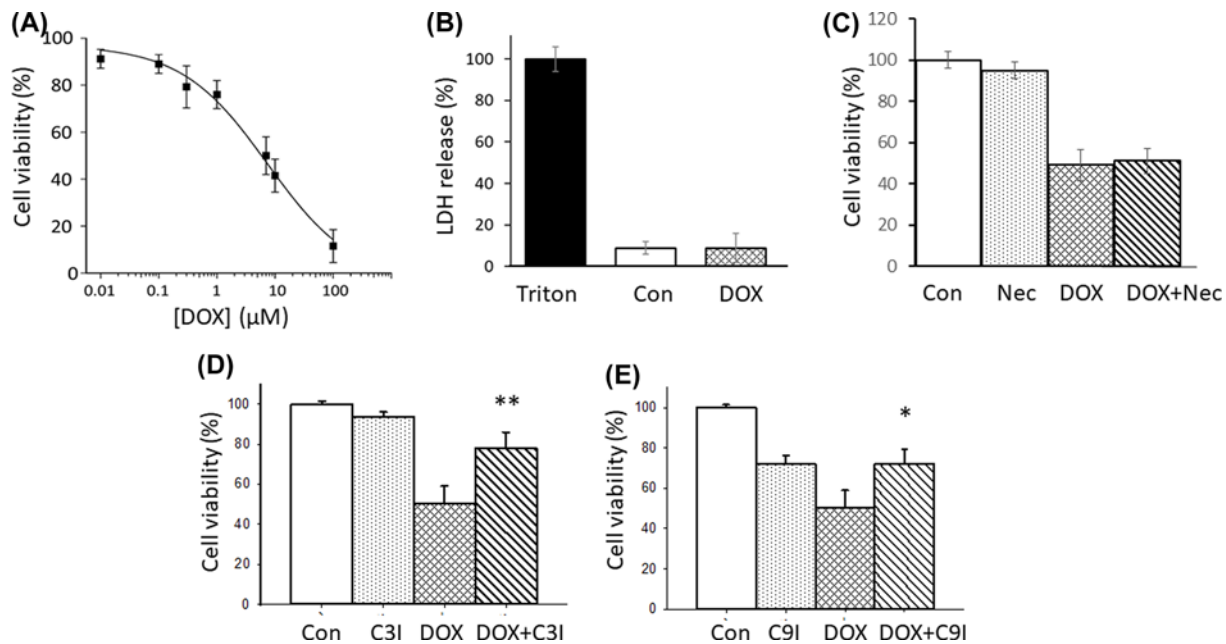 (A)
Cell viability (%)
100
80
60
40
20
0
0.01 0.1 1 10 100
[DOX] (μM)
(B)
LDH release (%)
100
80
60
40
20
0
Triton Con DOX
(C)
Cell viability (%)
120
100
80
60
40
20
0
Con Nec DOX DOX+Nec
(D)
Cell viability (%)
100
80
60
40
20
0
**
Con C3I DOX DOX+C3I
(E)
Cell viability (%)
100
80
60
40
20
0
*
Con C9I DOX DOX+C9I